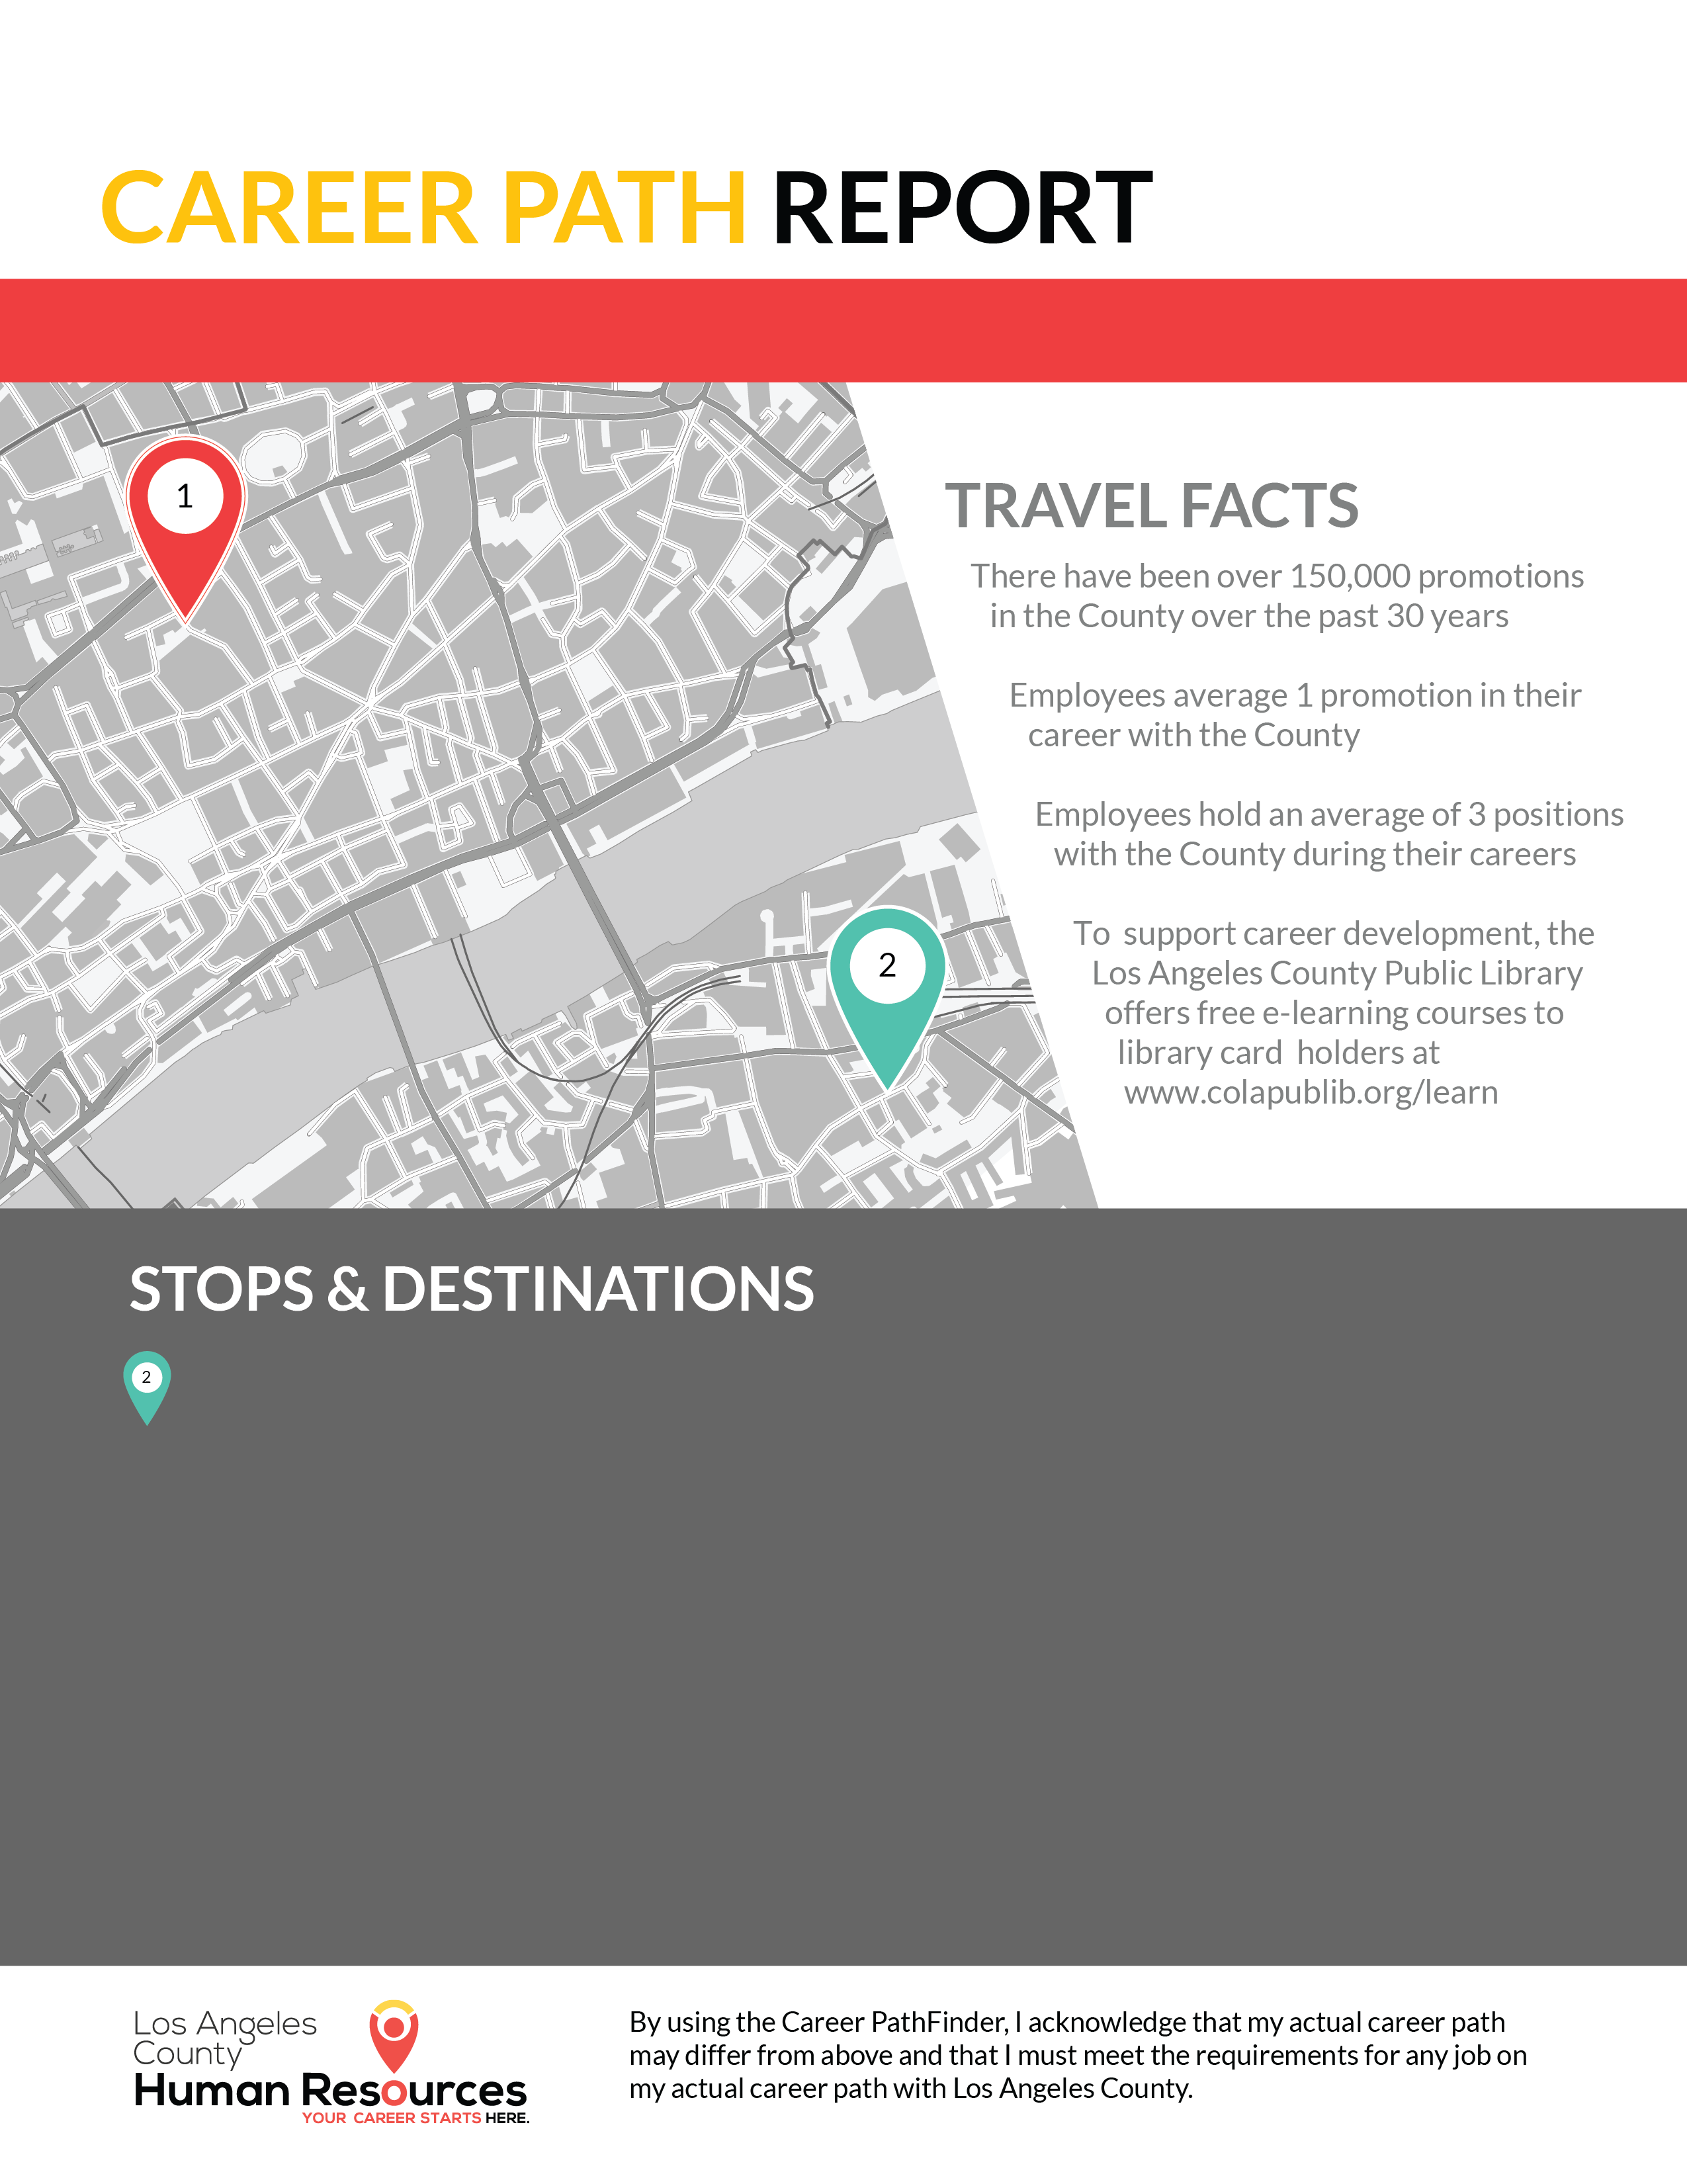 CAREER PATH REPORT
1
TRAVEL FACTS
There have been over 150,000 promotions
in the County over the past 30 years
Employees average 1 promotion in their
career with the County
Employees hold an average of 3 positions
with the County during their careers
To support career development, the
Los Angeles County Public Library
offers free e-learning courses to
library card holders at
www.colapublib.org/learn
2
STOPS & DESTINATIONS
2
Los Angeles
County
Human Resources
YOUR CAREER STARTS HERE.
By using the Career PathFinder, I acknowledge that my actual career path
may differ from above and that I must meet the requirements for any job on
my actual career path with Los Angeles County.